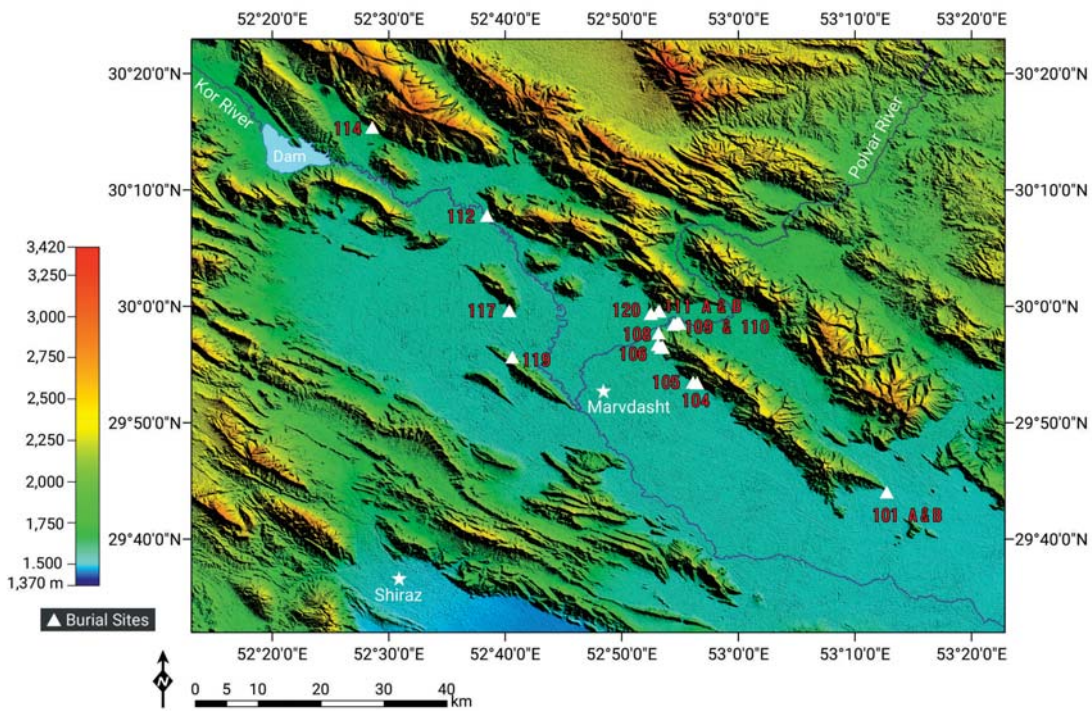 52°20'0"E 52°30'0"E 52°40'0"E 52°50'0"E 53°0'0"E 53°10'0"E 53°20'0"E
30°20'0"N 30°20'0"N
Kor River
Polvar River
114
Dam
30°10'0"N 30°10'0"N
112
3,420
3,250
3,000
2,750
2,500
2,250
2,000
1,750
1.500
1,370 m
30°0'0"N 30°0'0"N
117
120
111 A & B
109 & 110
108
106
119
105
104
Marvdasht
29°50'0"N 29°50'0"N
101 A&B
29°40'0"N 29°40'0"N
Shiraz
Burial Sites
52°20'0"E 52°30'0"E 52°40'0"E 52°50'0"E 53°0'0"E 53°10'0"E 53°20'0"E
N
0 5 10 20 30 40 km